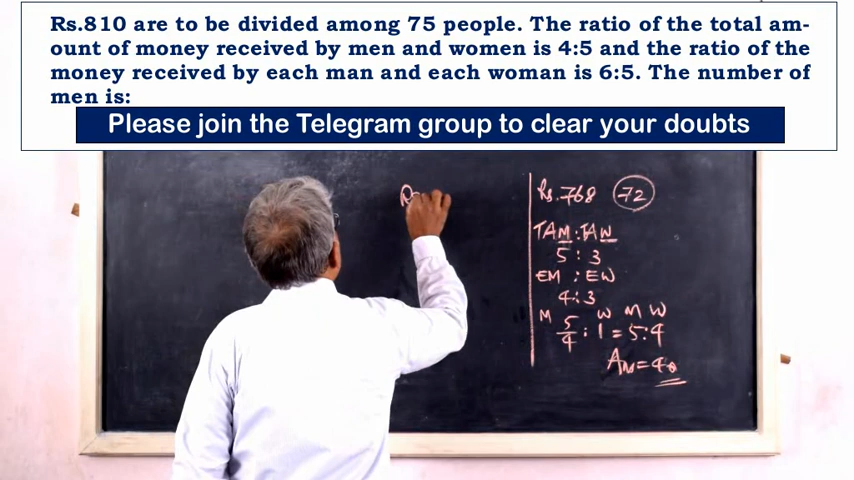 Rs.810 are to be divided among 75 people. The ratio of the total am-
ount of money received by men and women is 4:5 and the ratio of the
money received by each man and each woman is 6:5. The number of
men is:
Please join the Telegram group to clear your doubts
Rs.768 72
TAM:TAW
5:3
EM:EW
4:3
M W M W
5/4:1=5:4
AM=40